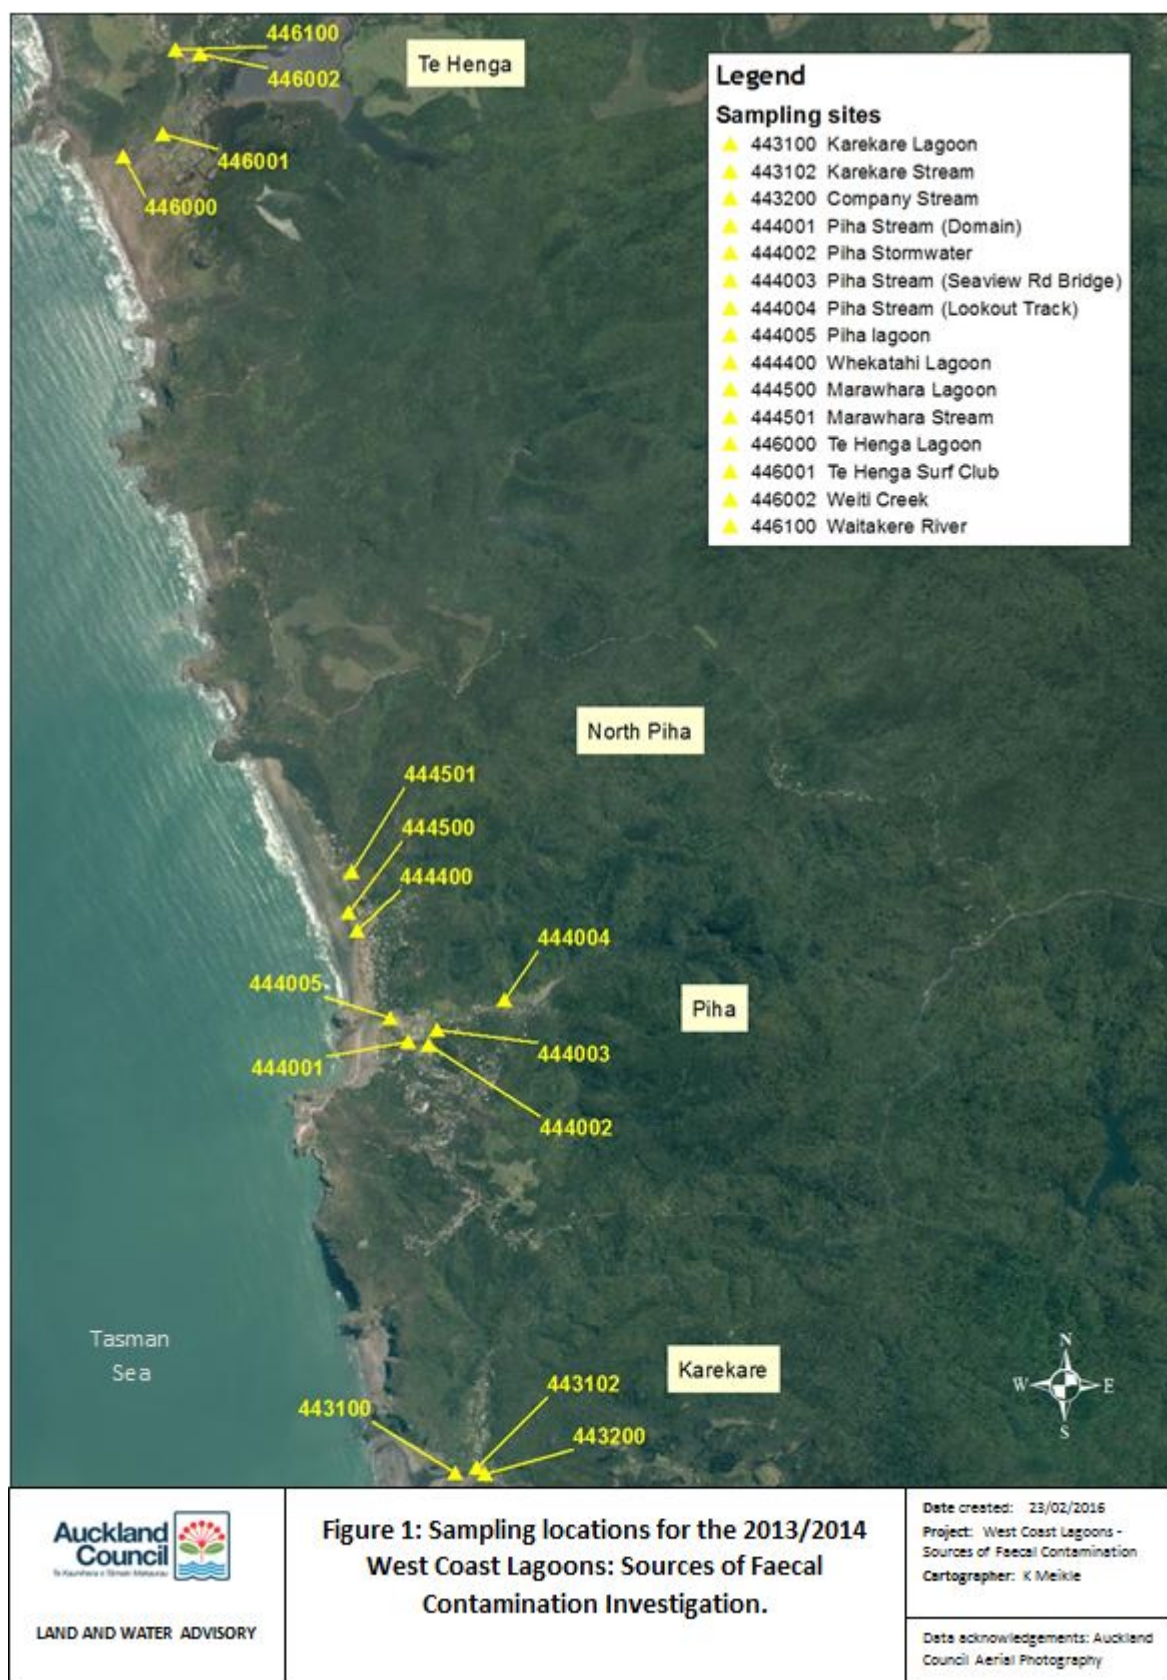 446100
446002
Te Henga
446001
446000
Legend
Sampling sites
443100 Karekare Lagoon
443102 Karekare Stream
443200 Company Stream
444001 Piha Stream (Domain)
444002 Piha Stormwater
444003 Piha Stream (Seaview Rd Bridge)
444004 Piha Stream (Lookout Track)
444005 Piha lagoon
444400 Whekatahi Lagoon
444500 Marawhara Lagoon
444501 Marawhara Stream
446000 Te Henga Lagoon
446001 Te Henga Surf Club
446002 Weiti Creek
446100 Waitakere River
North Piha
444501
444500
444400
444004
444005
Piha
444003
444001
444002
Tasman
Sea
Karekare
443102
443100
443200
N
W E
S
Auckland
Council
Te Kaunihera o Tāmaki Makaurau
LAND AND WATER ADVISORY
Figure 1: Sampling locations for the 2013/2014
West Coast Lagoons: Sources of Faecal
Contamination Investigation.
Date created: 23/02/2016
Project: West Coast Lagoons -
Sources of Faecal Contamination
Cartographer: K Meikle
Data acknowledgements: Auckland
Council Aerial Photography